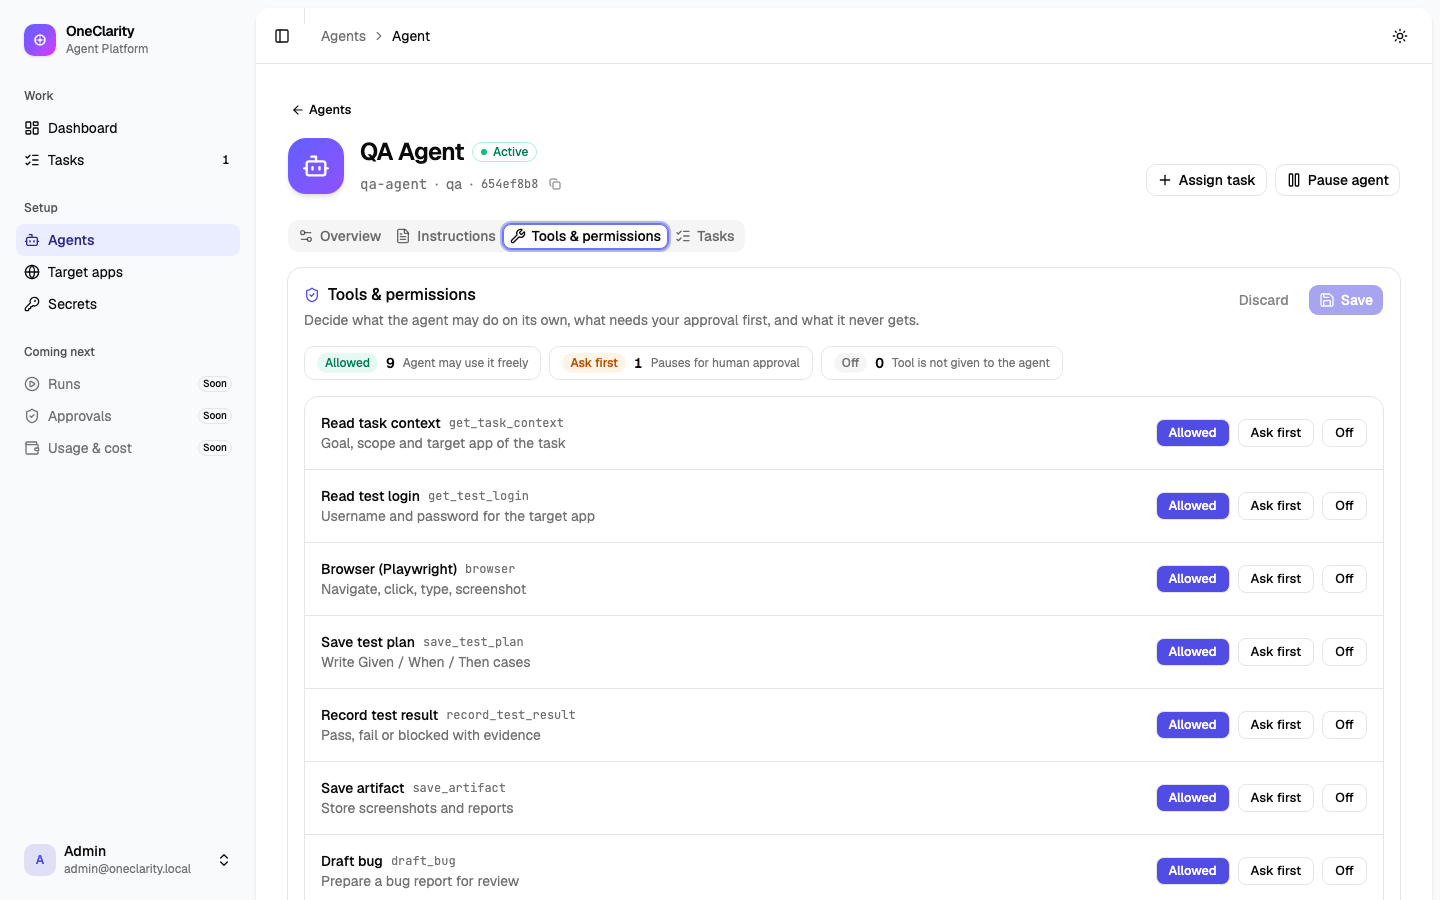 OneClarity
Agent Platform
Work
Dashboard
Tasks 1
Setup
Agents
Target apps
Secrets
Coming next
Runs Soon
Approvals Soon
Usage & cost Soon
A
Admin
admin@oneclarity.local
Agents > Agent
← Agents
QA Agent Active
qa-agent · qa · 654ef8b8
Assign task
Pause agent
Overview Instructions Tools & permissions Tasks
Tools & permissions
Discard Save
Decide what the agent may do on its own, what needs your approval first, and what it never gets.
Allowed 9 Agent may use it freely
Ask first 1 Pauses for human approval
Off 0 Tool is not given to the agent
Read task context get_task_context
Goal, scope and target app of the task
Allowed Ask first Off
Read test login get_test_login
Username and password for the target app
Allowed Ask first Off
Browser (Playwright) browser
Navigate, click, type, screenshot
Allowed Ask first Off
Save test plan save_test_plan
Write Given / When / Then cases
Allowed Ask first Off
Record test result record_test_result
Pass, fail or blocked with evidence
Allowed Ask first Off
Save artifact save_artifact
Store screenshots and reports
Allowed Ask first Off
Draft bug draft_bug
Prepare a bug report for review
Allowed Ask first Off